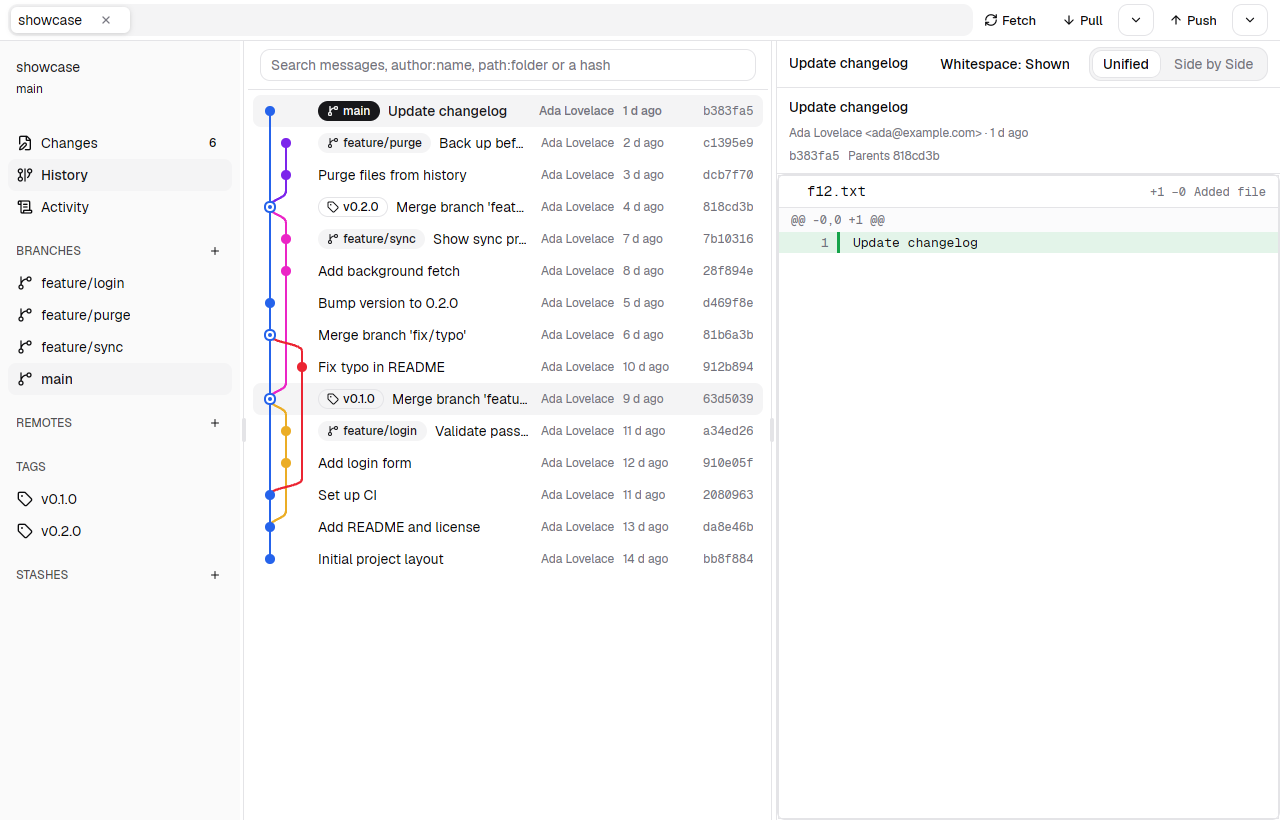 showcase
Fetch
Pull
Push
showcase
main
Changes 6
History
Activity
BRANCHES
feature/login
feature/purge
feature/sync
main
REMOTES
TAGS
v0.1.0
v0.2.0
STASHES
Search messages, author:name, path:folder or a hash
main Update changelog Ada Lovelace 1 d ago b383fa5
feature/purge Back up bef… Ada Lovelace 2 d ago c1395e9
Purge files from history Ada Lovelace 3 d ago dcb7f70
v0.2.0 Merge branch 'feat… Ada Lovelace 4 d ago 818cd3b
feature/sync Show sync pr… Ada Lovelace 7 d ago 7b10316
Add background fetch Ada Lovelace 8 d ago 28f894e
Bump version to 0.2.0 Ada Lovelace 5 d ago d469f8e
Merge branch 'fix/typo' Ada Lovelace 6 d ago 81b6a3b
Fix typo in README Ada Lovelace 10 d ago 912b894
v0.1.0 Merge branch 'featu… Ada Lovelace 9 d ago 63d5039
feature/login Validate pass… Ada Lovelace 11 d ago a34ed26
Add login form Ada Lovelace 12 d ago 910e05f
Set up CI Ada Lovelace 11 d ago 2080963
Add README and license Ada Lovelace 13 d ago da8e46b
Initial project layout Ada Lovelace 14 d ago bb8f884
Update changelog Whitespace: Shown Unified Side by Side
Update changelog
Ada Lovelace <ada@example.com> · 1 d ago
b383fa5 Parents 818cd3b
f12.txt +1 −0 Added file
@@ -0,0 +1 @@
1 Update changelog